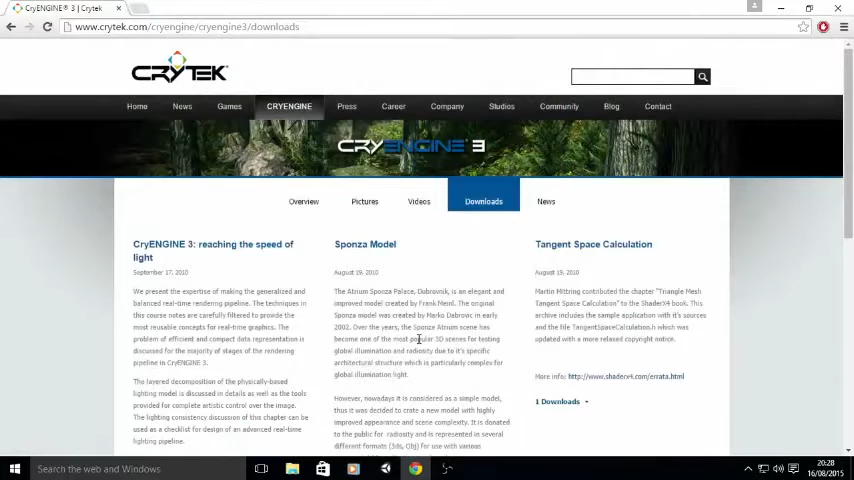 CryENGINE® 3 | Crytek
www.crytek.com/cryengine/cryengine3/downloads
CRYTEK
Home News Games CRYENGINE Press Career Company Studios Community Blog Contact
CRYENGINE 3
Overview Pictures Videos Downloads News
CryENGINE 3: reaching the speed of
light
September 17, 2010
We present the expertise of making the generalized and
balanced real-time rendering pipeline. The techniques in
this course notes are carefully filtered to provide the
most reusable concepts for real-time graphics. The
problem of efficient and compact data representation is
discussed for the majority of stages of the rendering
pipeline in CryENGINE 3.
The layered decomposition of the physically-based
lighting model is discussed in details as well as the tools
provided for complete artistic control over the image.
The lighting consistency discussion of this chapter can be
used as a checklist for design of an advanced real-time
lighting pipeline.
Sponza Model
August 19, 2010
The Atrium Sponza Palace, Dubrovnik, is an elegant and
improved model created by Frank Meinl. The original
Sponza model was created by Marko Dabrovic in early
2002. Over the years, the Sponza Atrium scene has
become one of the most popular 3D scenes for testing
global illumination and radiosity due to it's specific
architectural structure which is particularly complex for
global illumination light.
However, nowadays it is considered as a simple model,
thus it was decided to crate a new model with highly
improved appearance and scene complexity. It is donated
to the public for radiosity and is represented in several
different formats (3ds, Obj) for use with various
Tangent Space Calculation
August 19, 2010
Martin Mittring contributed the chapter "Triangle Mesh
Tangent Space Calculation" to the ShaderX4 book. This
archive includes the sample application with it's sources
and the file TangentSpaceCalculation.h which was
updated with a more relaxed copyright notice.
More info: http://www.shaderx4.com/errata.html
1 Downloads
Search the web and Windows
20:28
16/08/2015